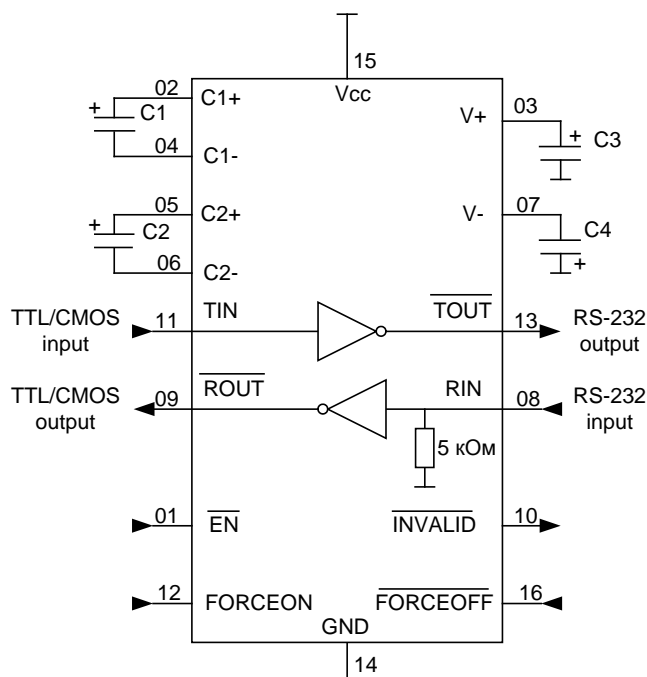 15
Vcc
02
C1+
C1
+
04
C1-
V+
03
+
C3
05
C2+
C2
+
06
C2-
V-
07
C4
+
TTL/CMOS
input
11
TIN
TOUT
13
RS-232
output
TTL/CMOS
output
09
ROUT
RIN
08
RS-232
input
5 кОм
01
EN
INVALID
10
12
FORCEON
FORCEOFF
16
GND
14